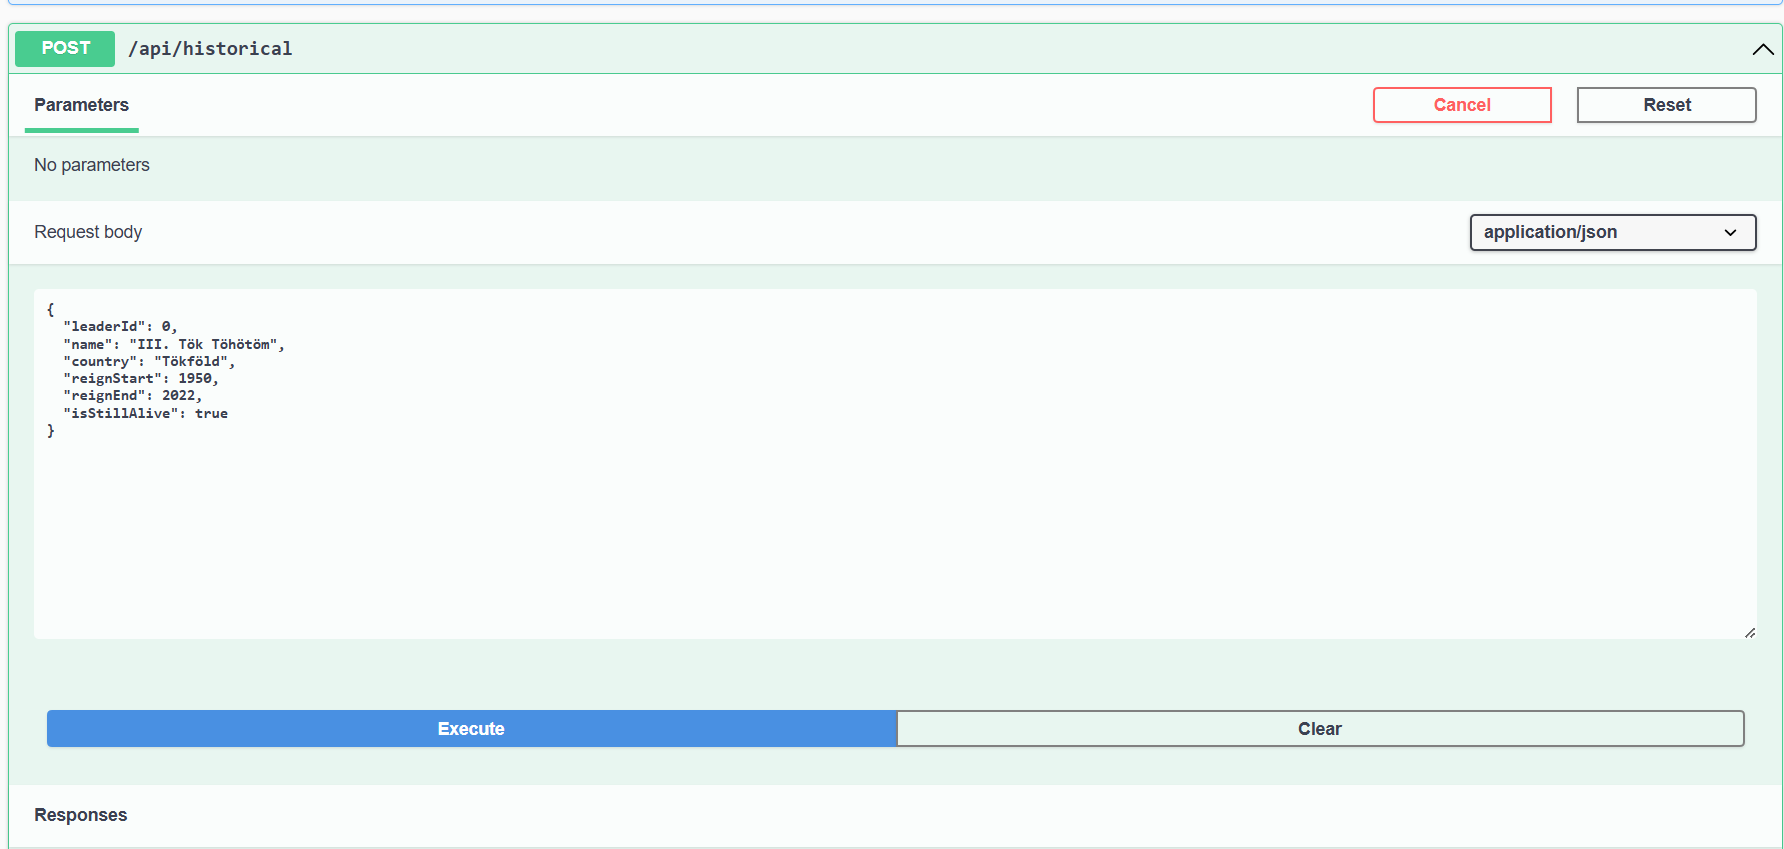 POST /api/historical
Parameters
Cancel
Reset
No parameters
Request body
application/json
{
  "leaderId": 0,
  "name": "III. Tök Töhötöm",
  "country": "Tökföld",
  "reignStart": 1950,
  "reignEnd": 2022,
  "isStillAlive": true
}
Execute
Clear
Responses